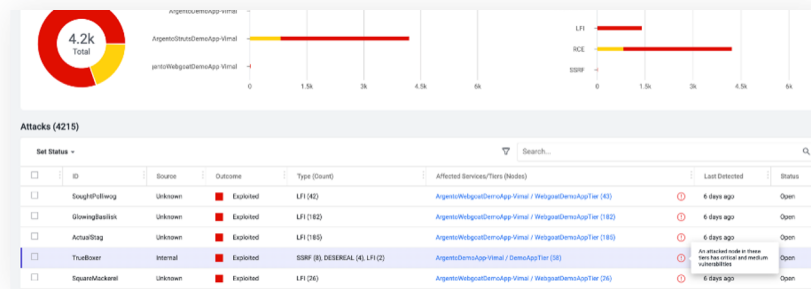 ArgentoDemoApp-Vimal
4.2k
Total
ArgentoStrutsDemoApp-Vimal
gentoWebgoatDemoApp-Vimal
0 1.5k 3k 4.5k 6k
LFI
RCE
SSRF
0 1.5k 3k 4.5k 6k
Attacks (4215)
Set Status
Search...
ID Source Outcome Type (Count) Affected Services/Tiers (Nodes) Last Detected Status
SoughtPolliwog Unknown Exploited LFI (42) ArgentoWebgoatDemoApp-Vimal / WebgoatDemoAppTier (43) 6 days ago Open
GlowingBasilisk Unknown Exploited LFI (182) ArgentoWebgoatDemoApp-Vimal / WebgoatDemoAppTier (182) 6 days ago Open
ActualStag Unknown Exploited LFI (185) ArgentoWebgoatDemoApp-Vimal / WebgoatDemoAppTier (185) 6 days ago Open
TrueBoxer Internal Exploited SSRF (8), DESEREAL (4), LFI (2) ArgentoDemoApp-Vimal / DemoAppTier (38) Open
An attacked node in these
tiers has critical and medium
vulnerabilities
SquareMackerel Unknown Exploited LFI (26) ArgentoWebgoatDemoApp-Vimal / WebgoatDemoAppTier (26) 6 days ago Open